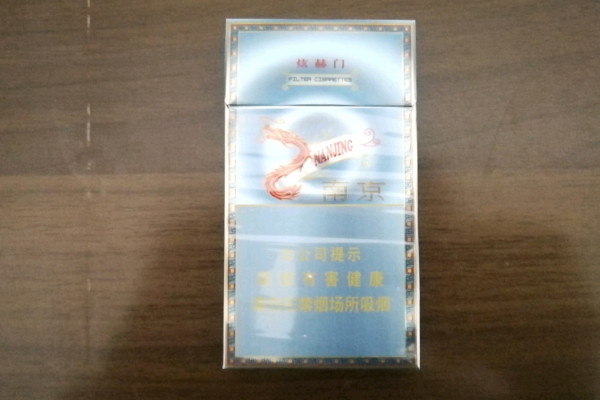 炫赫门
FILTER CIGARETTES
NANJING
南京
本公司提示
吸烟有害健康
请勿在禁烟场所吸烟